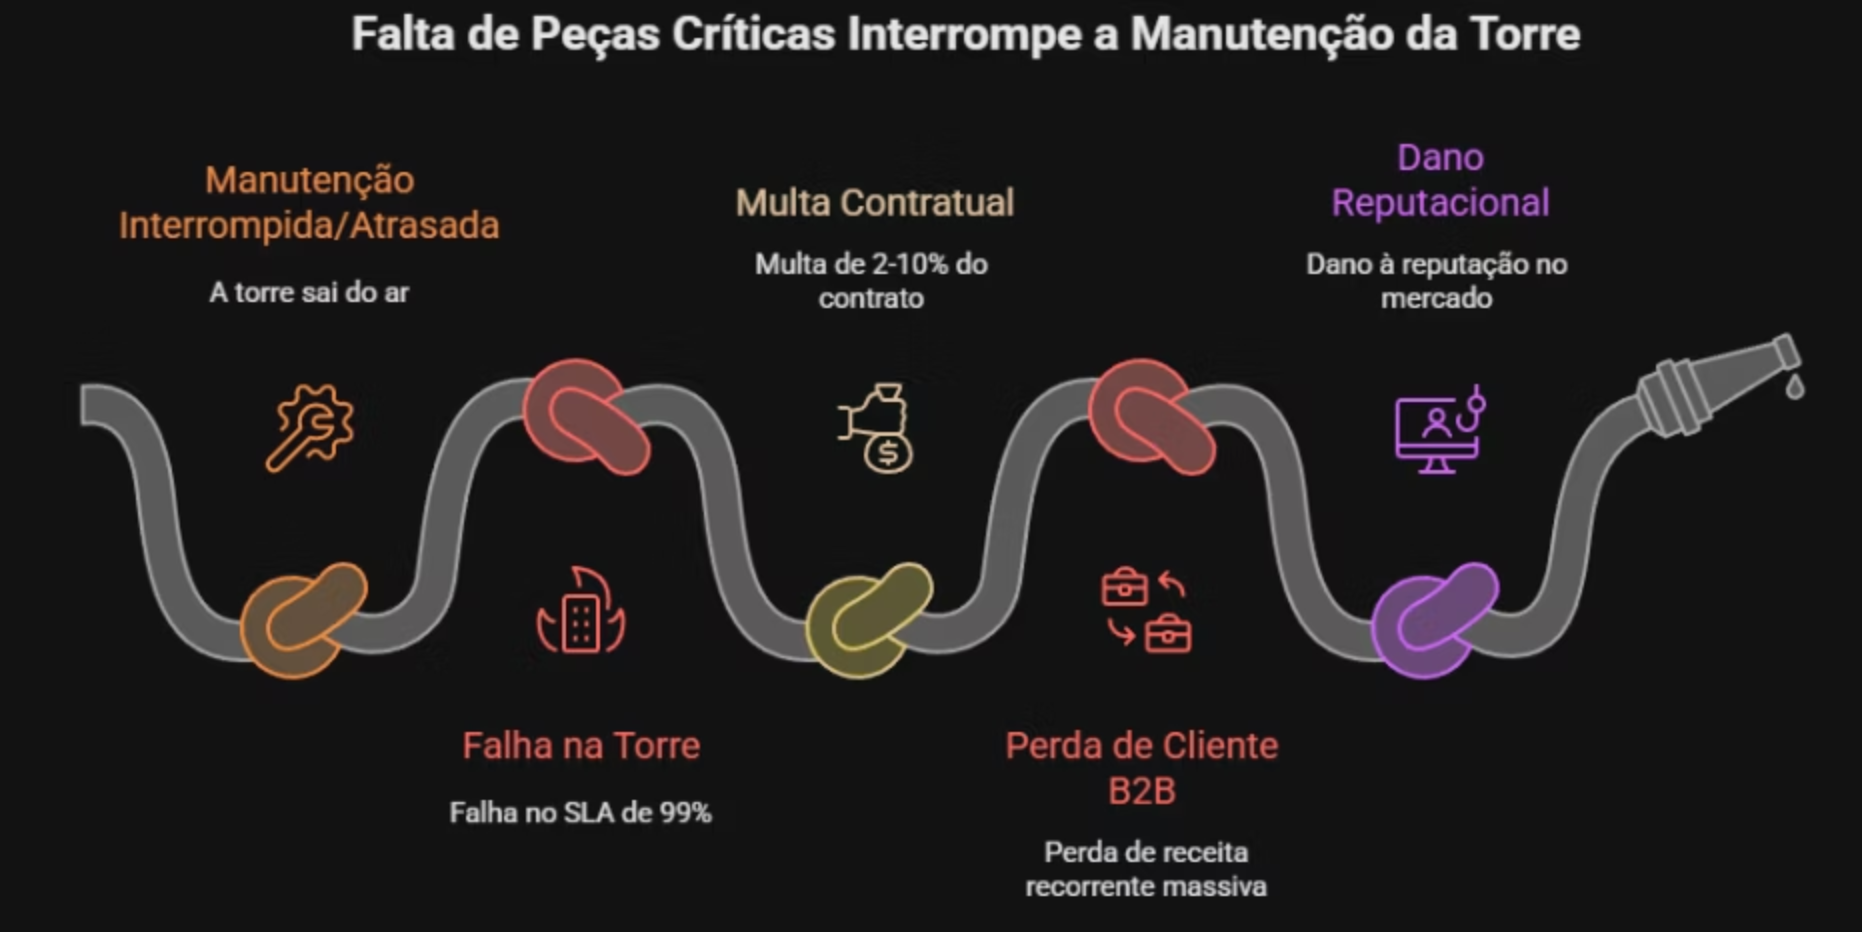 Falta de Peças Críticas Interrompe a Manutenção da Torre
Manutenção
Interrompida/Atrasada
A torre sai do ar
Multa Contratual
Multa de 2-10% do
contrato
Dano
Reputacional
Dano à reputação no
mercado
$
Falha na Torre
Falha no SLA de 99%
Perda de Cliente
B2B
Perda de receita
recorrente massiva